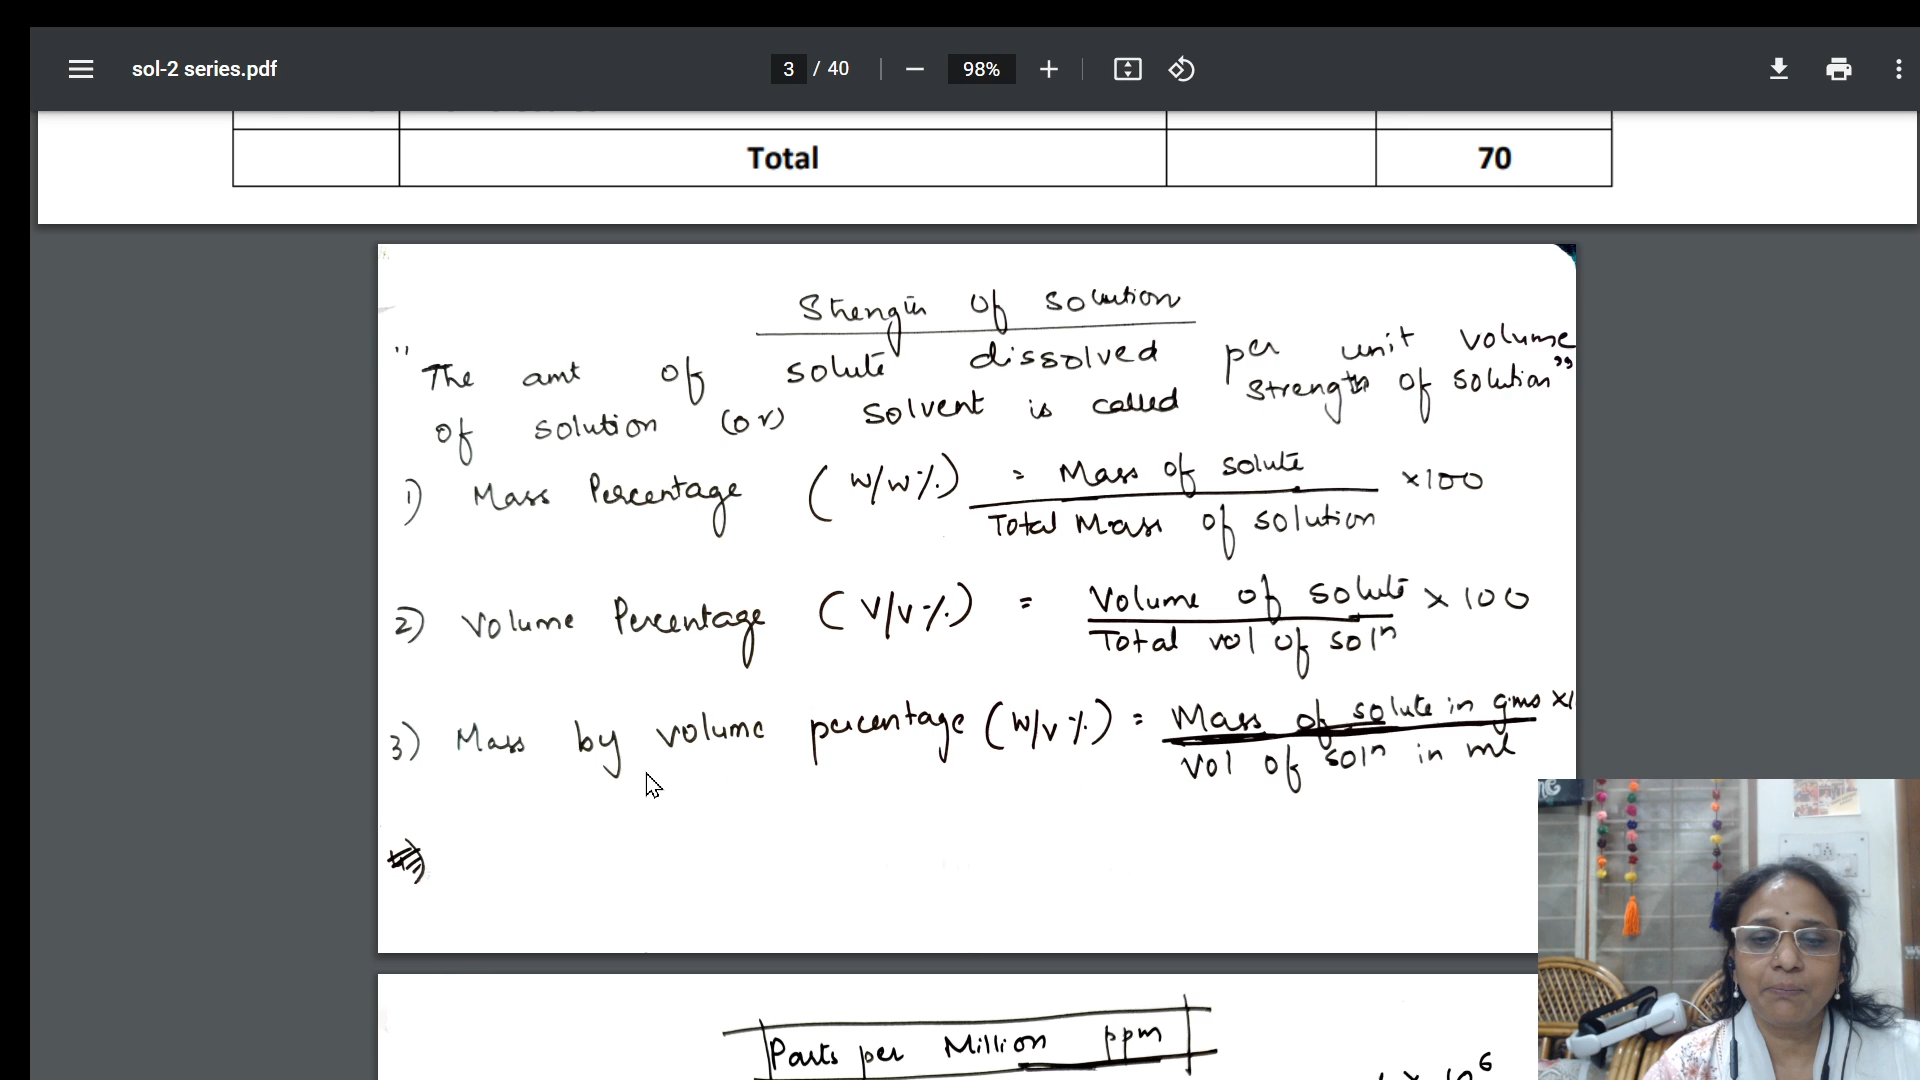 sol-2 series.pdf
3 / 40
98%
Total 70
Strength of solution
"The amt of solute dissolved per unit volume
of solution (or) solvent is called strength of solution"
1) Mass Percentage (W/W%) = Mass of solute ×100
Total Mass of solution
2) Volume Percentage (V/V%) = Volume of solute × 100
Total vol of soln
3) Mass by volume percentage (W/V%) = Mass of solute in gms ×1
Vol of soln in ml
Parts per Million ppm
× 10⁶